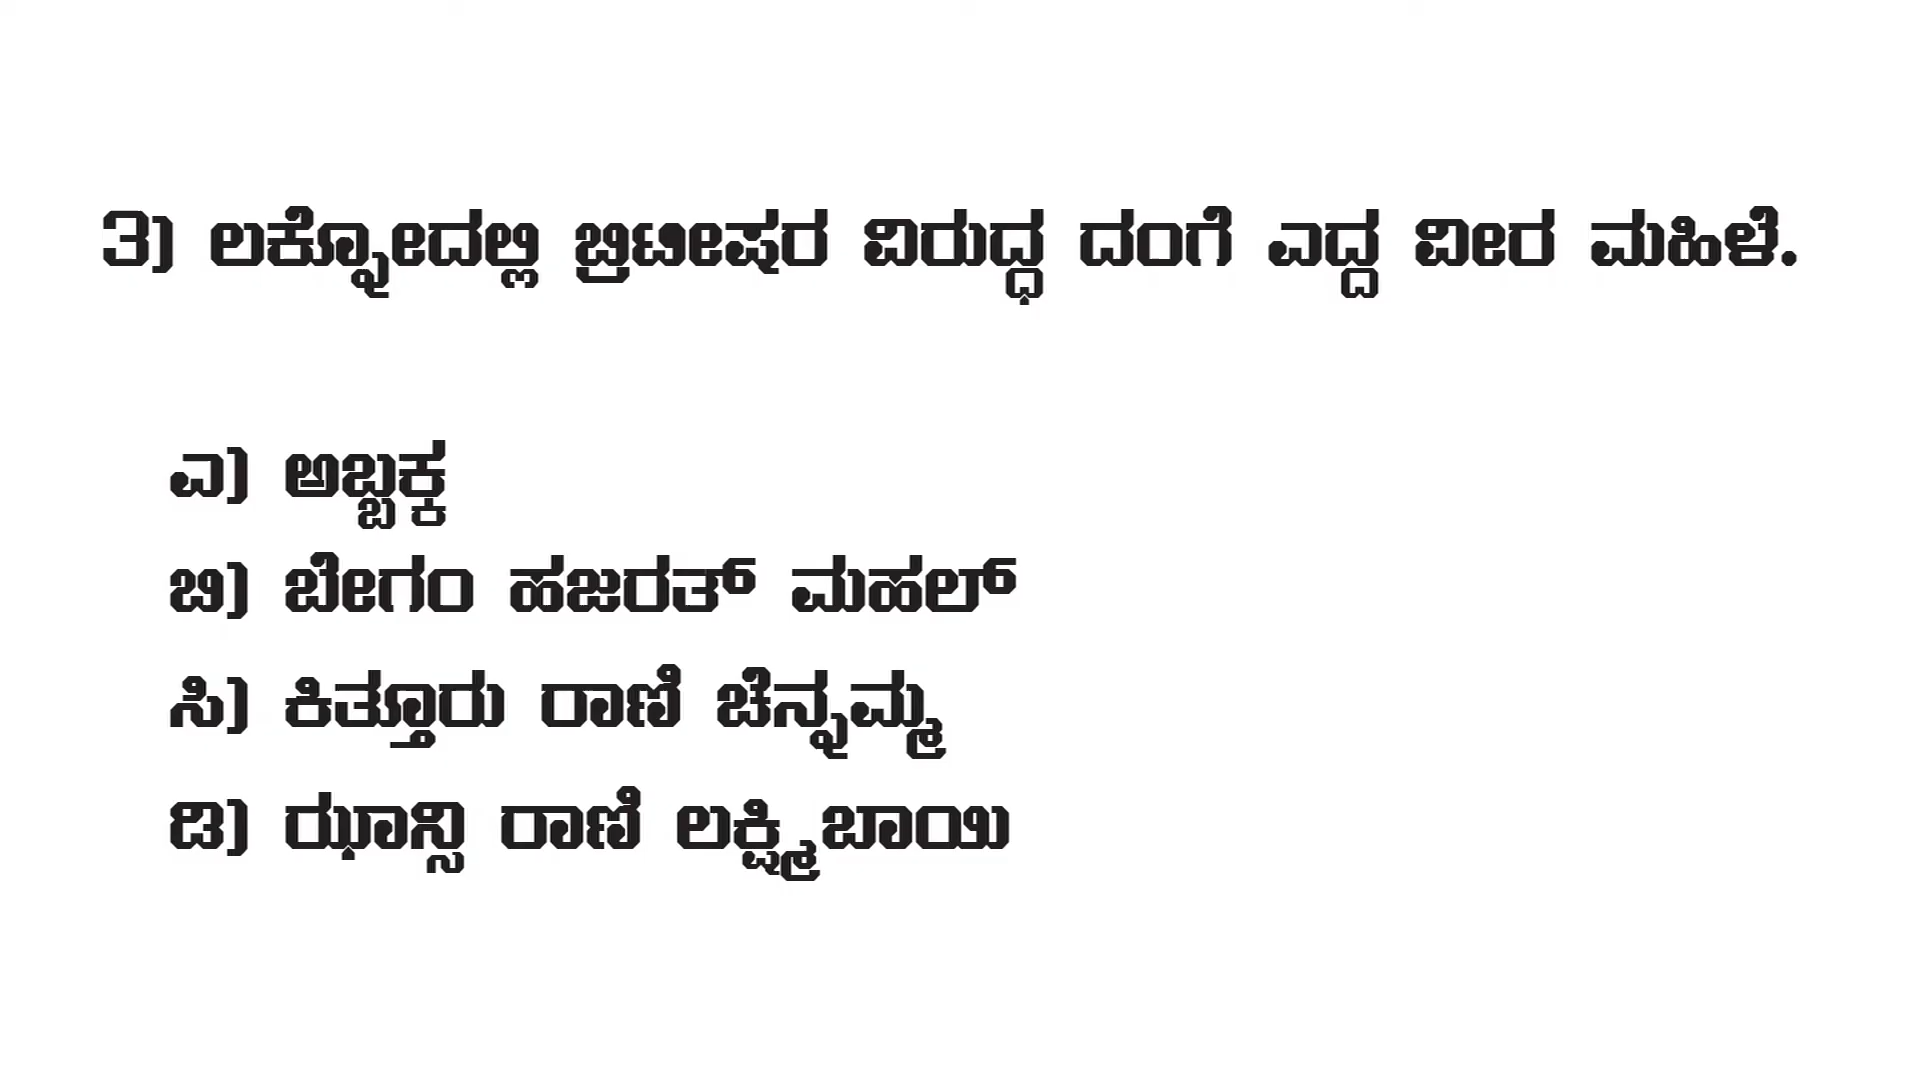 3) ಲಕ್ನೋದಲ್ಲಿ ಬ್ರಿಟೀಷರ ವಿರುದ್ಧ ದಂಗೆ ಎದ್ದ ವೀರ ಮಹಿಳೆ.
ಎ) ಅಬ್ಬಕ್ಕ
ಬಿ) ಬೇಗಂ ಹಜರತ್ ಮಹಲ್
ಸಿ) ಕಿತ್ತೂರು ರಾಣಿ ಚೆನ್ನಮ್ಮ
ಡಿ) ಝಾನ್ಸಿ ರಾಣಿ ಲಕ್ಷ್ಮಿಬಾಯಿ